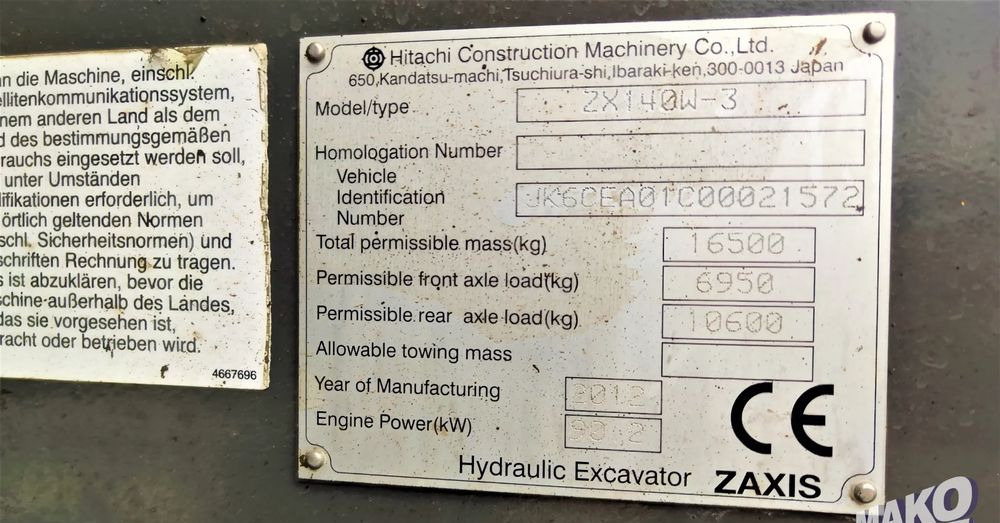 die Maschine, einschl.
ellitenkommunikationssystem,
nem anderen Land als dem
d des bestimmungsgemäßen
rauchs eingesetzt werden soll,
unter Umständen
ifikationen erforderlich, um
örtlich geltenden Normen
schl. Sicherheitsnormen) und
schriften Rechnung zu tragen.
s ist abzuklären, bevor die
schine außerhalb des Landes,
das sie vorgesehen ist,
racht oder betrieben wird.
4667696
Hitachi Construction Machinery Co.,Ltd.
650,Kandatsu-machi,Tsuchiura-shi,Ibaraki-ken,300-0013 Japan
Model/type ZX140W-3
Homologation Number
Vehicle
Identification JK6CEA01C00021572
Number
Total permissible mass(kg) 16500
Permissible front axle load(kg) 6950
Permissible rear axle load(kg) 10600
Allowable towing mass
Year of Manufacturing 2012
Engine Power(kW) 90.2
CE
Hydraulic Excavator ZAXIS
MAKO